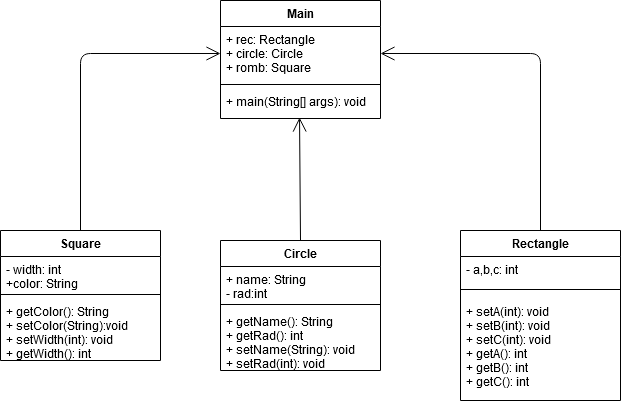 Main
+ rec: Rectangle
+ circle: Circle
+ romb: Square
+ main(String[] args): void
Square
- width: int
+color: String
+ getColor(): String
+ setColor(String):void
+ setWidth(int): void
+ getWidth(): int
Circle
+ name: String
- rad:int
+ getName(): String
+ getRad(): int
+ setName(String): void
+ setRad(int): void
Rectangle
- a,b,c: int
+ setA(int): void
+ setB(int): void
+ setC(int): void
+ getA(): int
+ getB(): int
+ getC(): int